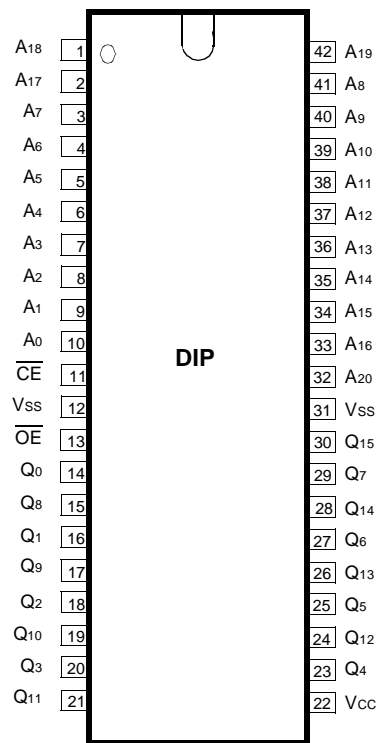 A18 1 42 A19
A17 2 41 A8
A7 3 40 A9
A6 4 39 A10
A5 5 38 A11
A4 6 37 A12
A3 7 36 A13
A2 8 35 A14
A1 9 34 A15
A0 10 33 A16
CE 11 32 A20
VSS 12 31 VSS
OE 13 30 Q15
Q0 14 29 Q7
Q8 15 28 Q14
Q1 16 27 Q6
Q9 17 26 Q13
Q2 18 25 Q5
Q10 19 24 Q12
Q3 20 23 Q4
Q11 21 22 VCC
DIP